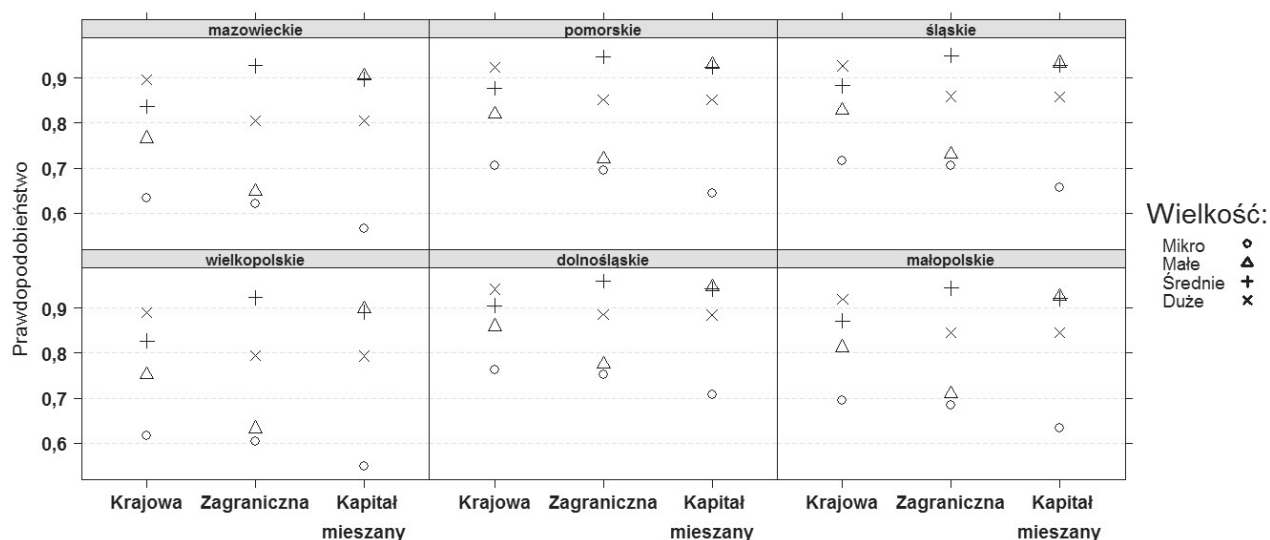 mazowieckie
pomorskie
śląskie
0,9
0,8
0,7
0,6
wielkopolskie
dolnośląskie
małopolskie
0,9
0,8
0,7
0,6
Prawdopodobieństwo
Krajowa Zagraniczna Kapitał mieszany
Krajowa Zagraniczna Kapitał mieszany
Krajowa Zagraniczna Kapitał mieszany
Wielkość:
Mikro
Małe
Średnie
Duże